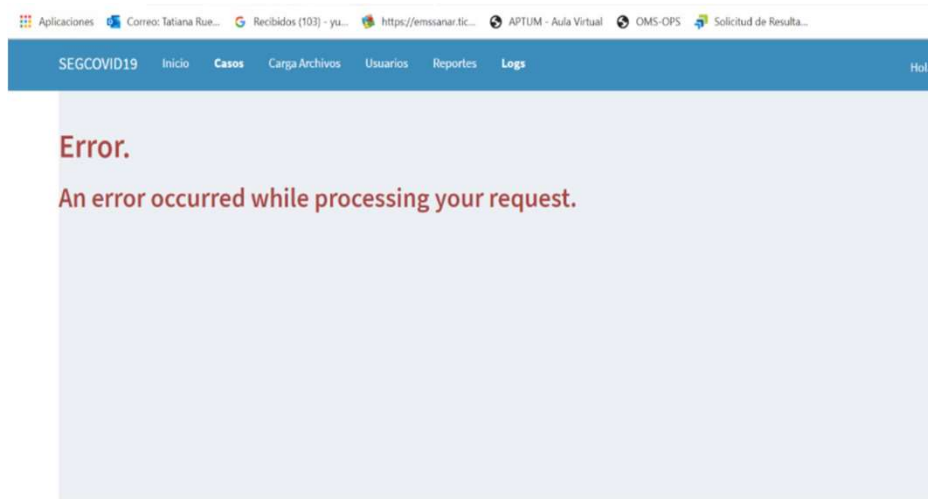 Aplicaciones Correo: Tatiana Rue... Recibidos (103) - yu... https://emssanar.tic... APTUM - Aula Virtual OMS-OPS Solicitud de Resulta...
SEGCOVID19 Inicio Casos Carga Archivos Usuarios Reportes Logs Hol
Error.
An error occurred while processing your request.